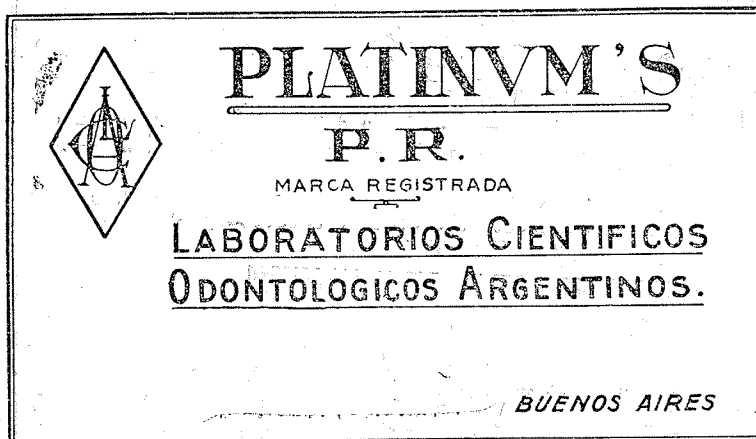 PLATINVM'S
P.R.
MARCA REGISTRADA
LABORATORIOS CIENTIFICOS
ODONTOLOGICOS ARGENTINOS.
BUENOS AIRES